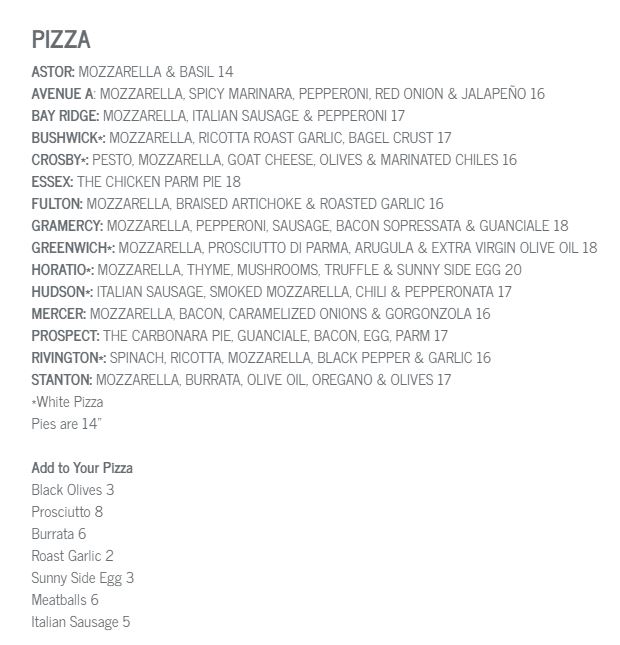 PIZZA
ASTOR: MOZZARELLA & BASIL 14
AVENUE A: MOZZARELLA, SPICY MARINARA, PEPPERONI, RED ONION & JALAPEÑO 16
BAY RIDGE: MOZZARELLA, ITALIAN SAUSAGE & PEPPERONI 17
BUSHWICK*: MOZZARELLA, RICOTTA ROAST GARLIC, BAGEL CRUST 17
CROSBY*: PESTO, MOZZARELLA, GOAT CHEESE, OLIVES & MARINATED CHILES 16
ESSEX: THE CHICKEN PARM PIE 18
FULTON: MOZZARELLA, BRAISED ARTICHOKE & ROASTED GARLIC 16
GRAMERCY: MOZZARELLA, PEPPERONI, SAUSAGE, BACON SOPRESSATA & GUANCIALE 18
GREENWICH*: MOZZARELLA, PROSCIUTTO DI PARMA, ARUGULA & EXTRA VIRGIN OLIVE OIL 18
HORATIO*: MOZZARELLA, THYME, MUSHROOMS, TRUFFLE & SUNNY SIDE EGG 20
HUDSON*: ITALIAN SAUSAGE, SMOKED MOZZARELLA, CHILI & PEPPERONATA 17
MERCER: MOZZARELLA, BACON, CARAMELIZED ONIONS & GORGONZOLA 16
PROSPECT: THE CARBONARA PIE, GUANCIALE, BACON, EGG, PARM 17
RIVINGTON*: SPINACH, RICOTTA, MOZZARELLA, BLACK PEPPER & GARLIC 16
STANTON: MOZZARELLA, BURRATA, OLIVE OIL, OREGANO & OLIVES 17
*White Pizza
Pies are 14”
Add to Your Pizza
Black Olives 3
Prosciutto 8
Burrata 6
Roast Garlic 2
Sunny Side Egg 3
Meatballs 6
Italian Sausage 5